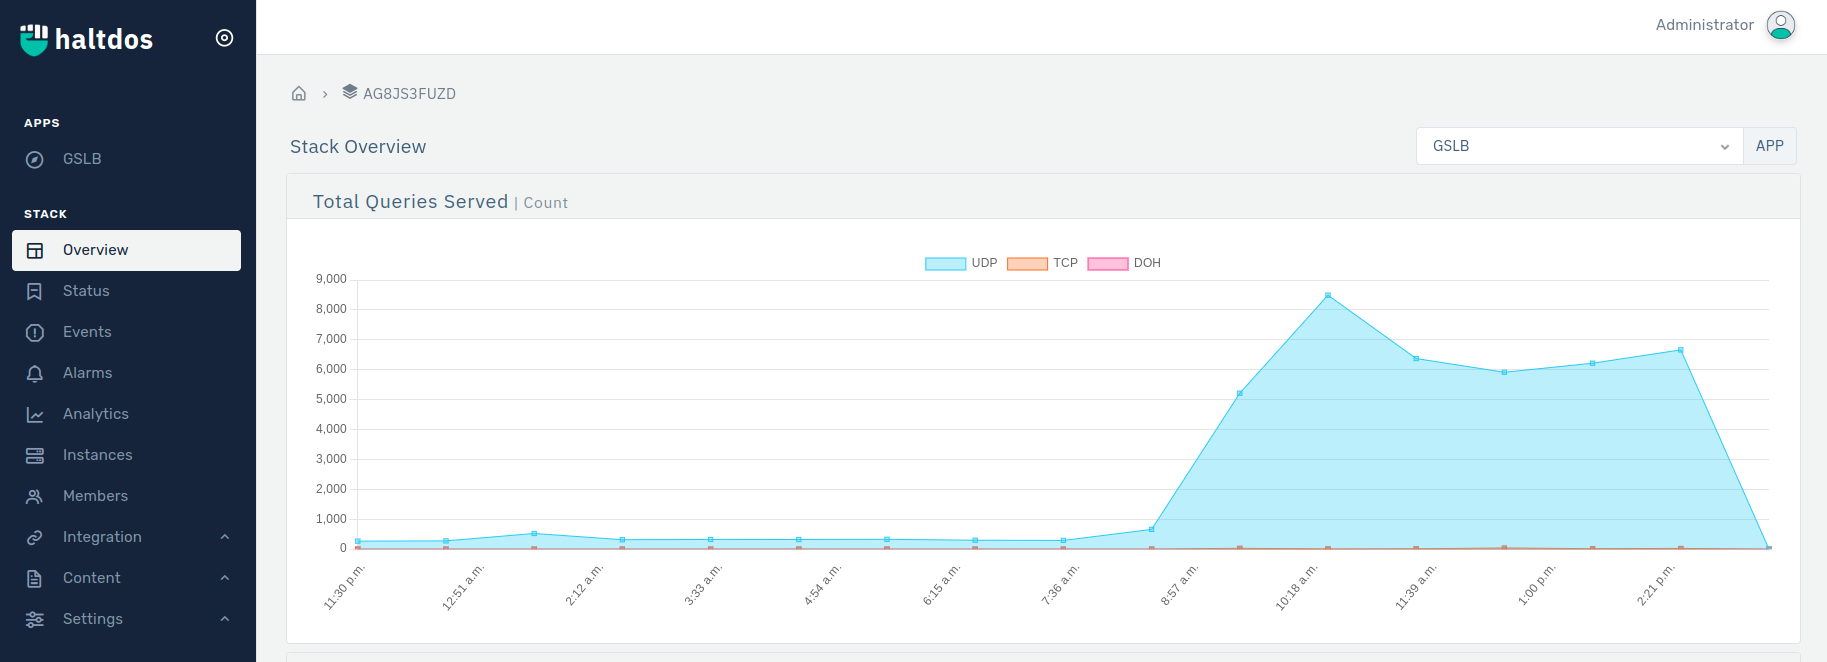 haltdos
Administrator
APPS
GSLB
STACK
Overview
Status
Events
Alarms
Analytics
Instances
Members
Integration
Content
Settings
AG8JS3FUZD
Stack Overview
GSLB
APP
Total Queries Served | Count
UDP TCP DOH
9,000
8,000
7,000
6,000
5,000
4,000
3,000
2,000
1,000
0
11:30 p.m. 12:51 a.m. 2:12 a.m. 3:33 a.m. 4:54 a.m. 6:15 a.m. 7:36 a.m. 8:57 a.m. 10:18 a.m. 11:39 a.m. 1:00 p.m. 2:21 p.m.